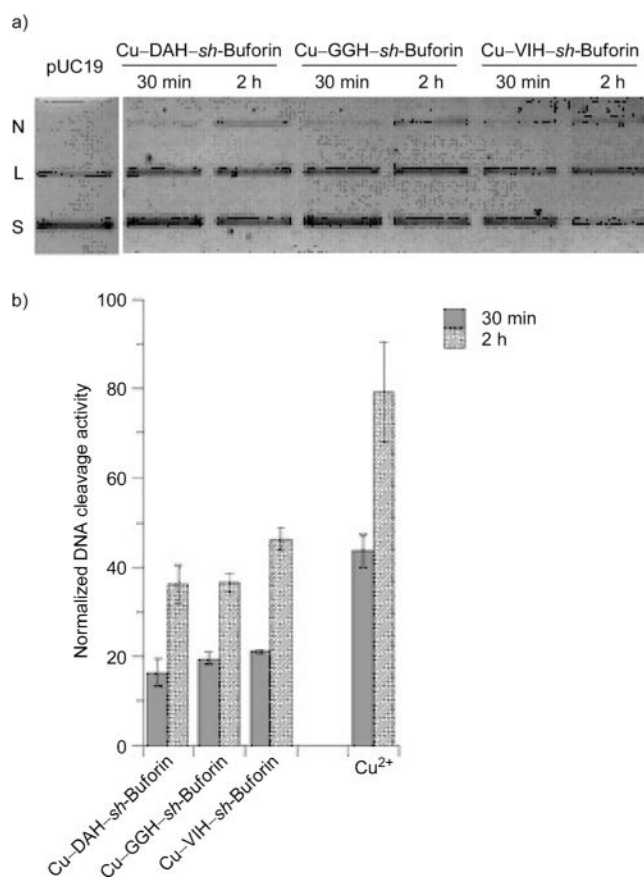 a)
Cu–DAH–sh-Buforin Cu–GGH–sh-Buforin Cu–VIH–sh-Buforin
pUC19 30 min 2 h 30 min 2 h 30 min 2 h
N
L
S
b)
100
80
60
40
20
0
Normalized DNA cleavage activity
30 min
2 h
Cu–DAH–sh-Buforin
Cu–GGH–sh-Buforin
Cu–VIH–sh-Buforin
Cu²⁺